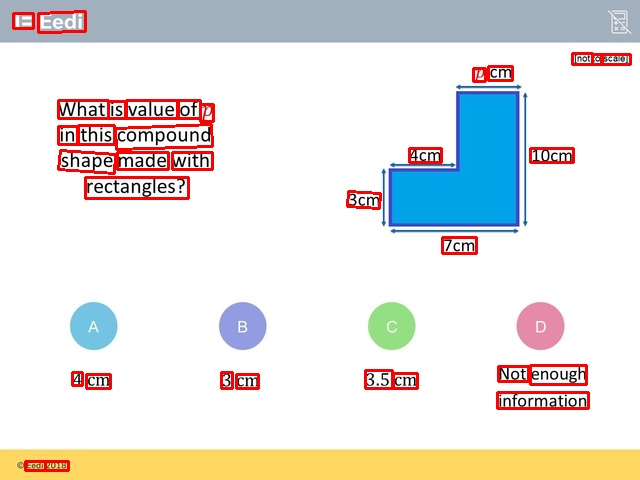 Eedi
[not to scale]
What is value of p
in this compound
shape made with
rectangles?
p cm
4cm
10cm
3cm
7cm
A
B
C
D
4 cm
3 cm
3.5 cm
Not enough
information
© Eedi 2018